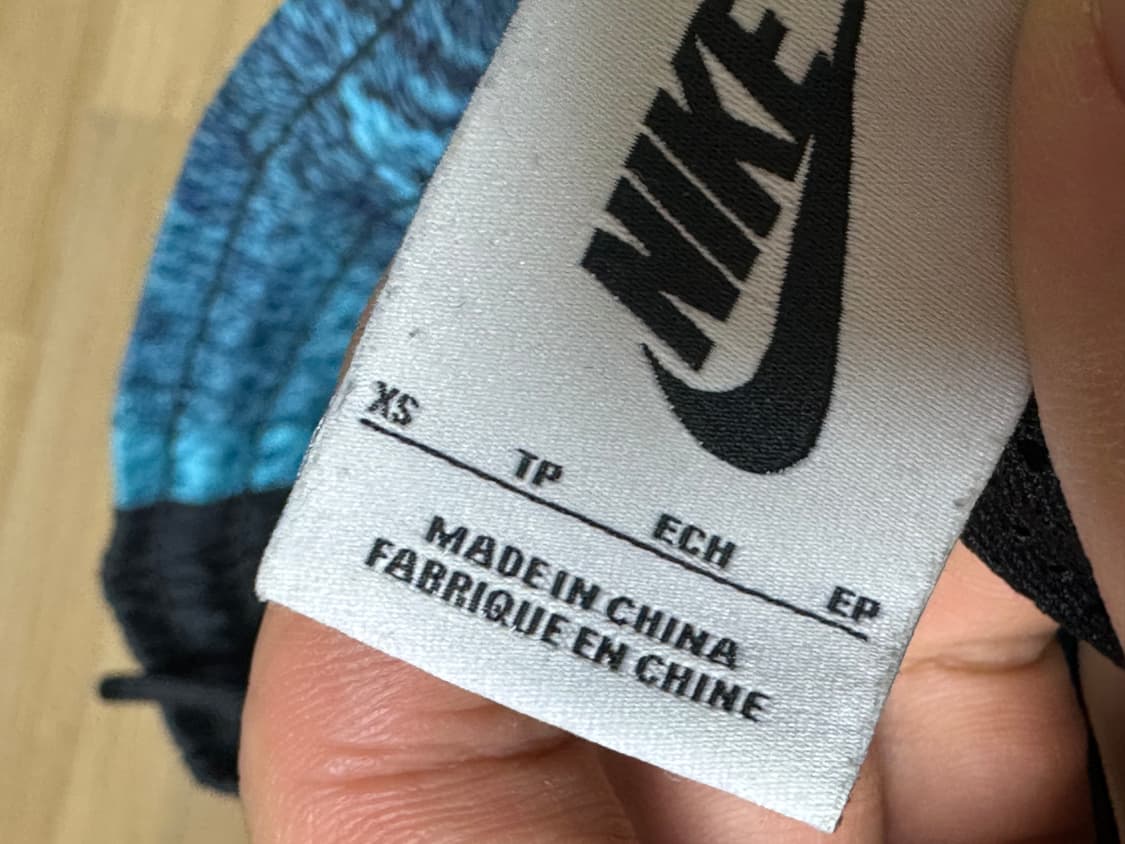 NIKE
XS TP ECH EP
MADE IN CHINA
FABRIQUE EN CHINE